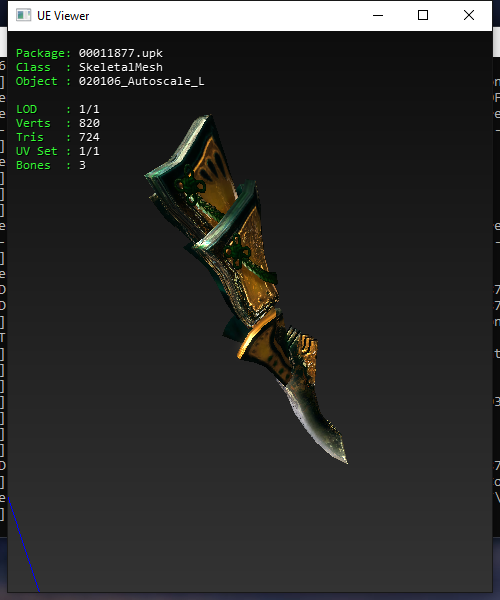 UE Viewer
Package: 00011877.upk
Class : SkeletalMesh
Object : 020106_Autoscale_L
LOD : 1/1
Verts : 820
Tris : 724
UV Set : 1/1
Bones : 3